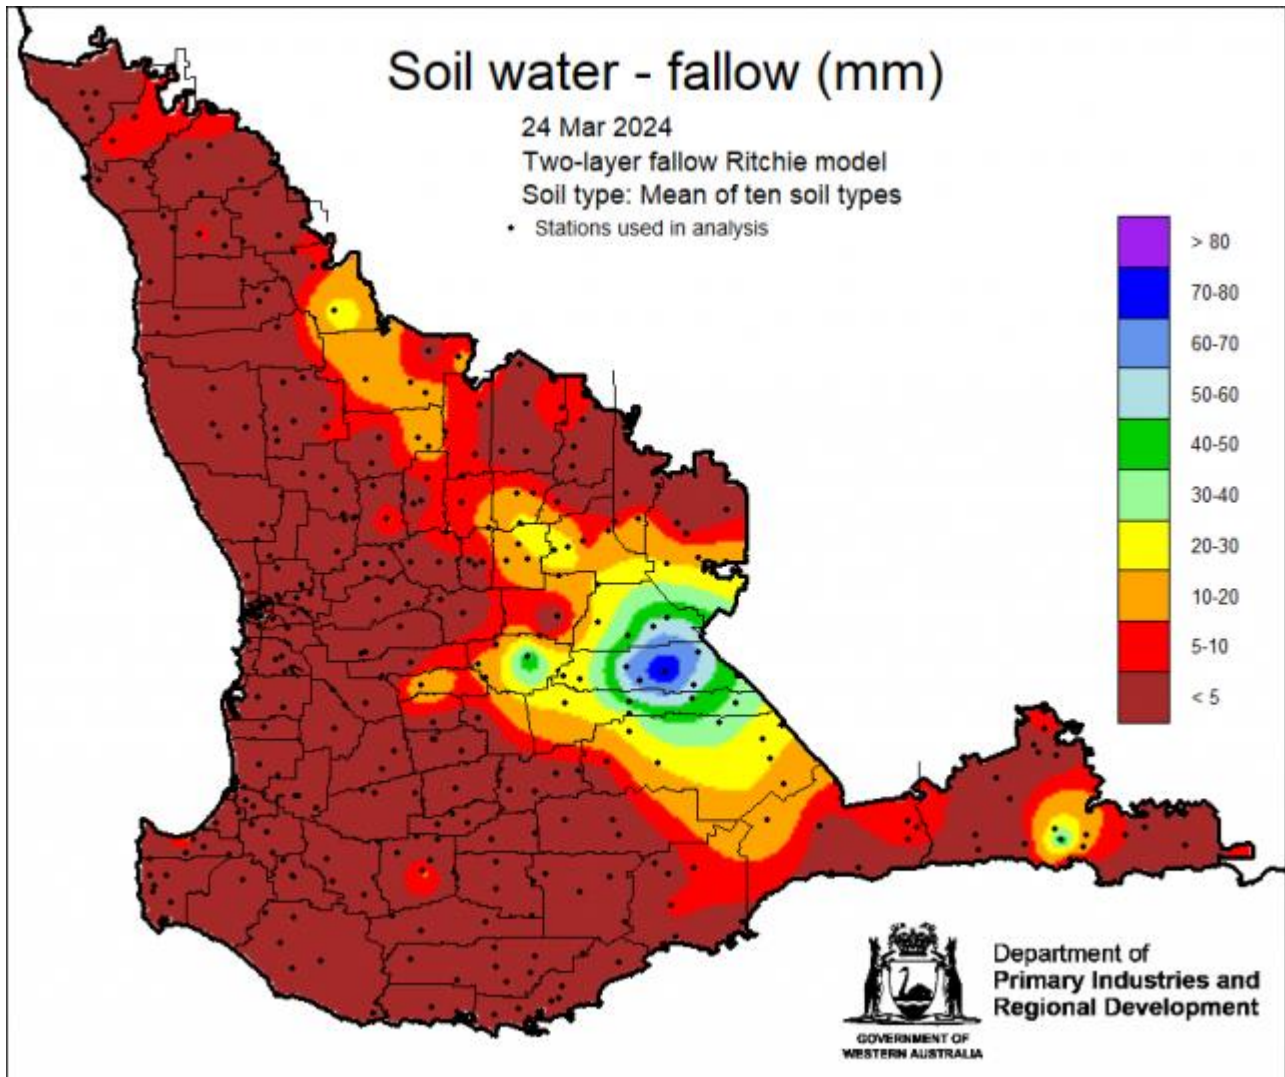 Soil water - fallow (mm)
24 Mar 2024
Two-layer fallow Ritchie model
Soil type: Mean of ten soil types
• Stations used in analysis
> 80
70-80
60-70
50-60
40-50
30-40
20-30
10-20
5-10
< 5
Department of
Primary Industries and
Regional Development
GOVERNMENT OF
WESTERN AUSTRALIA